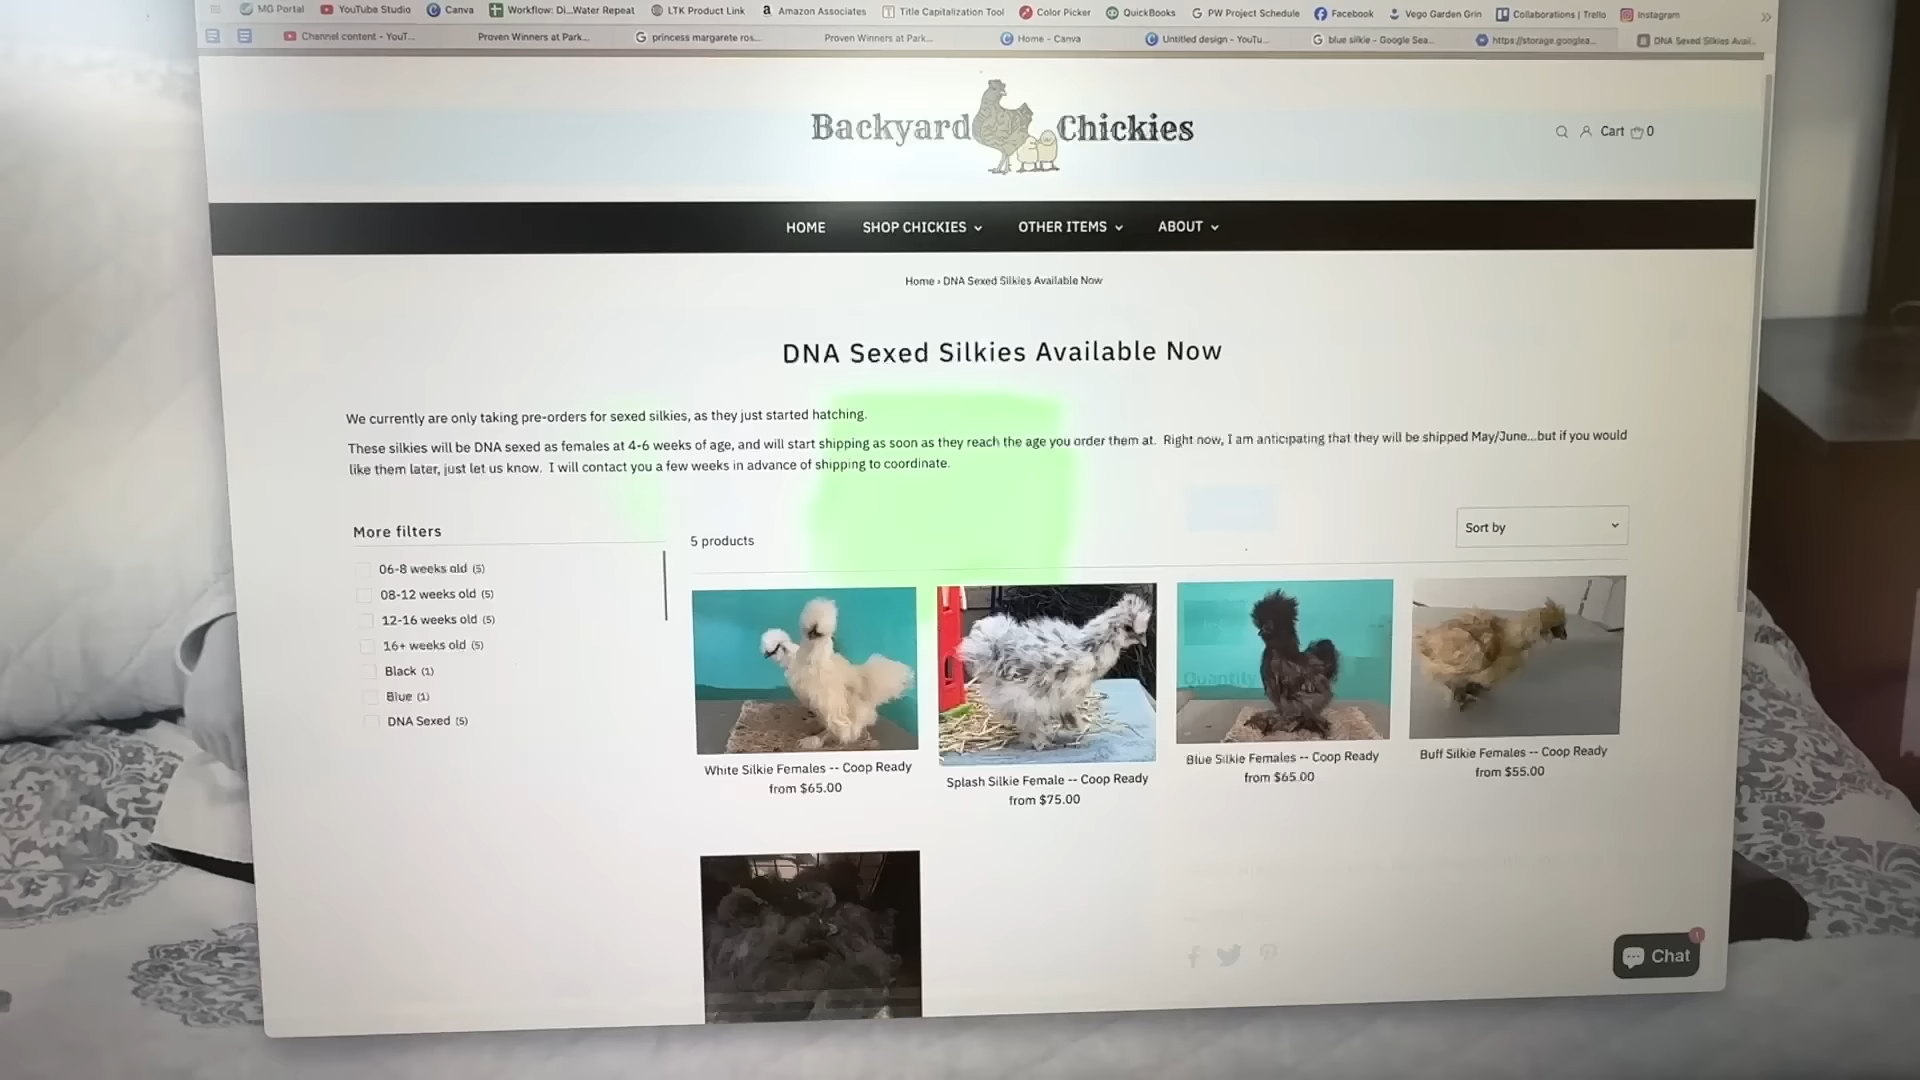 MG Portal YouTube Studio Canva Workflow: Di...Water Repeat LTK Product Link Amazon Associates Title Capitalization Tool Color Picker QuickBooks PW Project Schedule Facebook Vego Garden Grin Collaborations | Trello Instagram
Channel content - YouT... Proven Winners at Park... princess margarete ros... Proven Winners at Park... Home - Canva Untitled design - YouTu... blue silkie - Google Sea... https://storage.googlea... DNA Sexed Silkies Avail...
Backyard Chickies
Cart 0
HOME SHOP CHICKIES OTHER ITEMS ABOUT
Home › DNA Sexed Silkies Available Now
DNA Sexed Silkies Available Now
We currently are only taking pre-orders for sexed silkies, as they just started hatching.
These silkies will be DNA sexed as females at 4-6 weeks of age, and will start shipping as soon as they reach the age you order them at. Right now, I am anticipating that they will be shipped May/June...but if you would
like them later, just let us know. I will contact you a few weeks in advance of shipping to coordinate.
More filters
5 products
Sort by
06-8 weeks old (5)
08-12 weeks old (5)
12-16 weeks old (5)
16+ weeks old (5)
Black (1)
Blue (1)
DNA Sexed (5)
Quantity
White Silkie Females -- Coop Ready
from $65.00
Splash Silkie Female -- Coop Ready
from $75.00
Blue Silkie Females -- Coop Ready
from $65.00
Buff Silkie Females -- Coop Ready
from $55.00
Chat
1